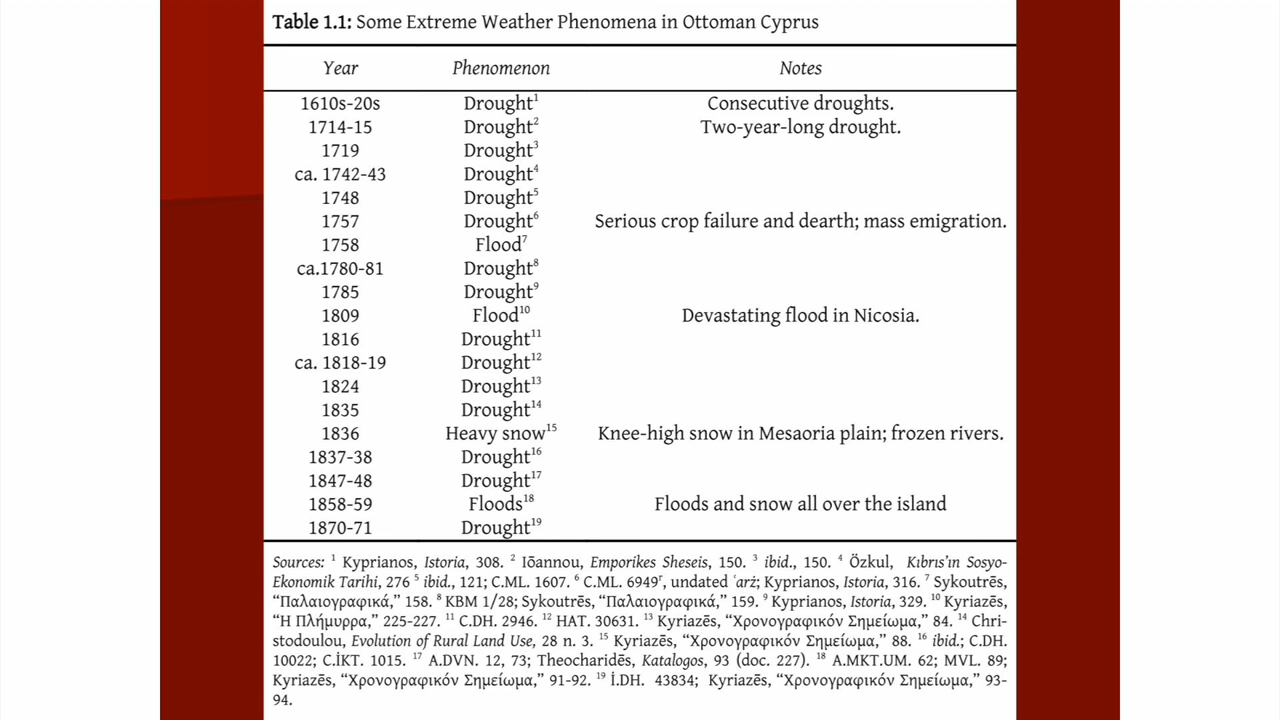 Table 1.1: Some Extreme Weather Phenomena in Ottoman Cyprus
Year Phenomenon Notes
1610s-20s Drought¹ Consecutive droughts.
1714-15 Drought² Two-year-long drought.
1719 Drought³
ca. 1742-43 Drought⁴
1748 Drought⁵
1757 Drought⁶ Serious crop failure and dearth; mass emigration.
1758 Flood⁷
ca.1780-81 Drought⁸
1785 Drought⁹
1809 Flood¹⁰ Devastating flood in Nicosia.
1816 Drought¹¹
ca. 1818-19 Drought¹²
1824 Drought¹³
1835 Drought¹⁴
1836 Heavy snow¹⁵ Knee-high snow in Mesaoria plain; frozen rivers.
1837-38 Drought¹⁶
1847-48 Drought¹⁷
1858-59 Floods¹⁸ Floods and snow all over the island
1870-71 Drought¹⁹
Sources: ¹ Kyprianos, Istoria, 308. ² Iōannou, Emporikes Sheseis, 150. ³ ibid., 150. ⁴ Özkul, Kıbrıs'ın Sosyo-
Ekonomik Tarihi, 276 ⁵ ibid., 121; C.ML. 1607. ⁶ C.ML. 6949ʳ, undated ʿarż; Kyprianos, Istoria, 316. ⁷ Sykoutrēs,
“Παλαιογραφικά,” 158. ⁸ KBM 1/28; Sykoutrēs, “Παλαιογραφικά,” 159. ⁹ Kyprianos, Istoria, 329. ¹⁰ Kyriazēs,
“Η Πλήμυρρα,” 225-227. ¹¹ C.DH. 2946. ¹² HAT. 30631. ¹³ Kyriazēs, “Χρονογραφικόν Σημείωμα,” 84. ¹⁴ Chri-
stodoulou, Evolution of Rural Land Use, 28 n. 3. ¹⁵ Kyriazēs, “Χρονογραφικόν Σημείωμα,” 88. ¹⁶ ibid.; C.DH.
10022; C.İKT. 1015. ¹⁷ A.DVN. 12, 73; Theocharidēs, Katalogos, 93 (doc. 227). ¹⁸ A.MKT.UM. 62; MVL. 89;
Kyriazēs, “Χρονογραφικόν Σημείωμα,” 91-92. ¹⁹ İ.DH. 43834; Kyriazēs, “Χρονογραφικόν Σημείωμα,” 93-
94.